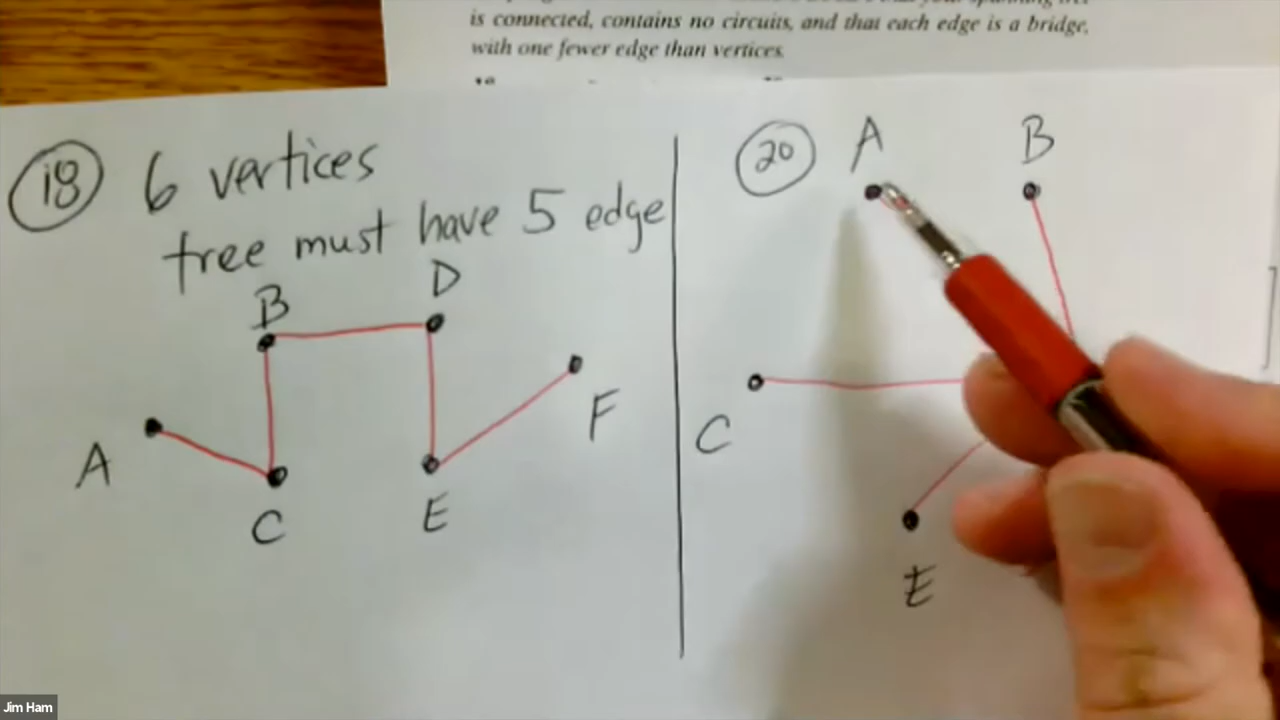 is connected, contains no circuits, and that each edge is a bridge,
with one fewer edge than vertices.
18 6 vertices
tree must have 5 edge
B
D
A
F
C
E
20
A
B
C
E
Jim Ham